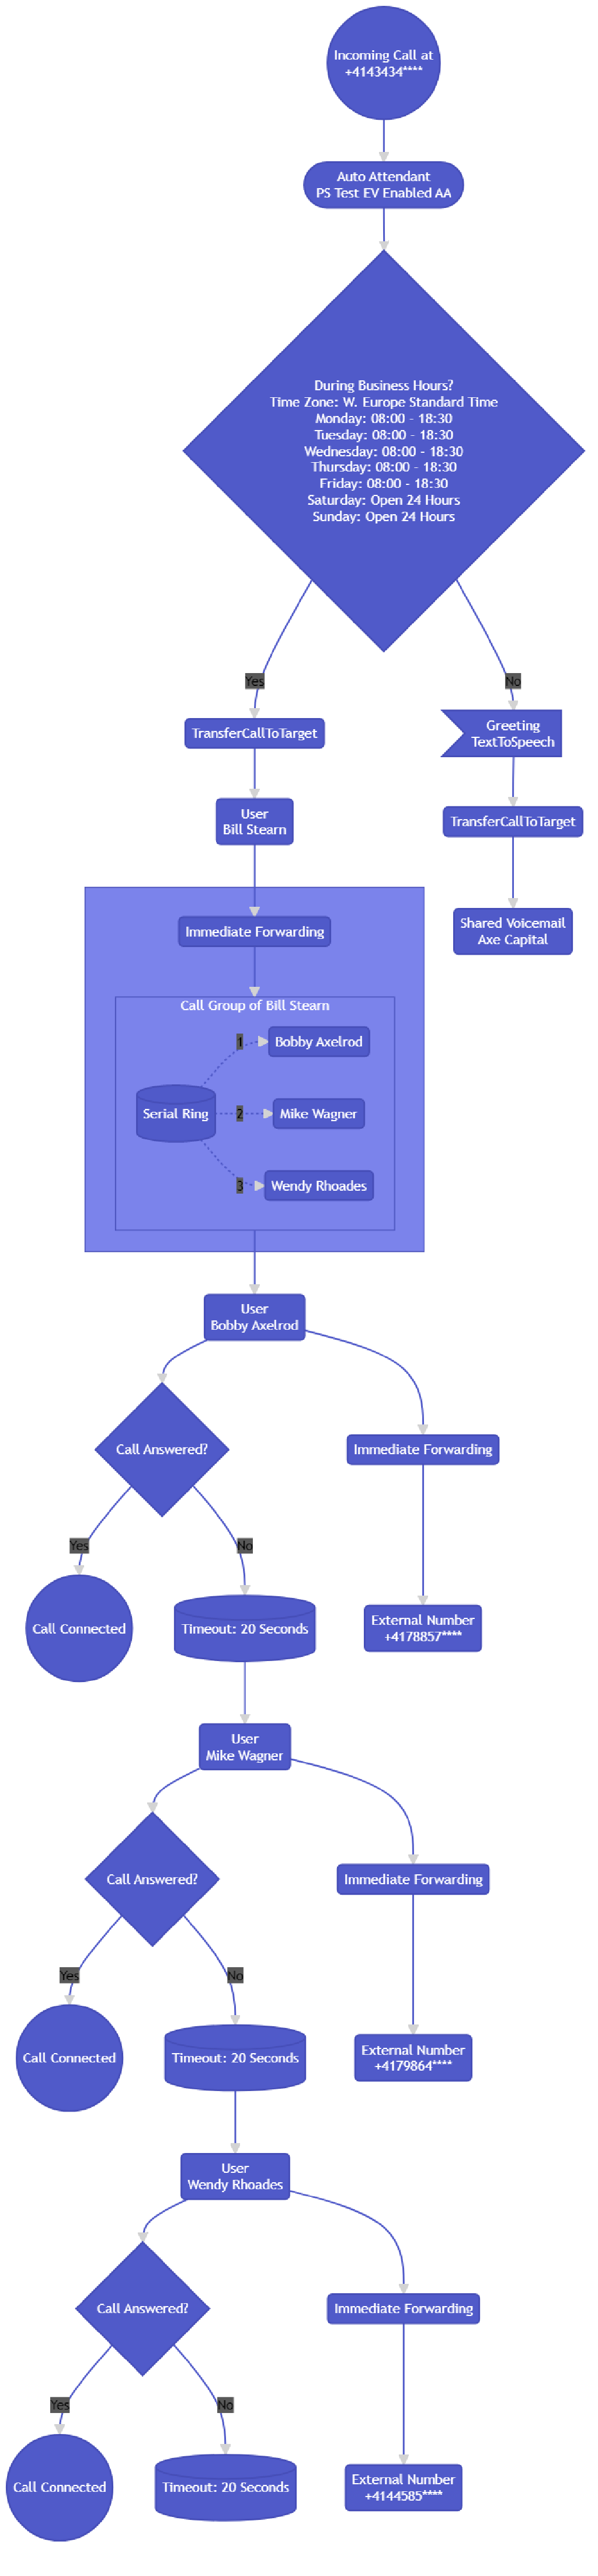 Incoming Call at
+4143434****
Auto Attendant
PS Test EV Enabled AA
During Business Hours?
Time Zone: W. Europe Standard Time
Monday: 08:00 - 18:30
Tuesday: 08:00 - 18:30
Wednesday: 08:00 - 18:30
Thursday: 08:00 - 18:30
Friday: 08:00 - 18:30
Saturday: Open 24 Hours
Sunday: Open 24 Hours
Yes
No
TransferCallToTarget
Greeting
TextToSpeech
User
Bill Stearn
TransferCallToTarget
Immediate Forwarding
Shared Voicemail
Axe Capital
Call Group of Bill Stearn
1
Bobby Axelrod
Serial Ring
2
Mike Wagner
3
Wendy Rhoades
User
Bobby Axelrod
Call Answered?
Immediate Forwarding
Yes
No
Call Connected
Timeout: 20 Seconds
External Number
+4178857****
User
Mike Wagner
Call Answered?
Immediate Forwarding
Yes
No
Call Connected
Timeout: 20 Seconds
External Number
+4179864****
User
Wendy Rhoades
Call Answered?
Immediate Forwarding
Yes
No
Call Connected
Timeout: 20 Seconds
External Number
+4144585****